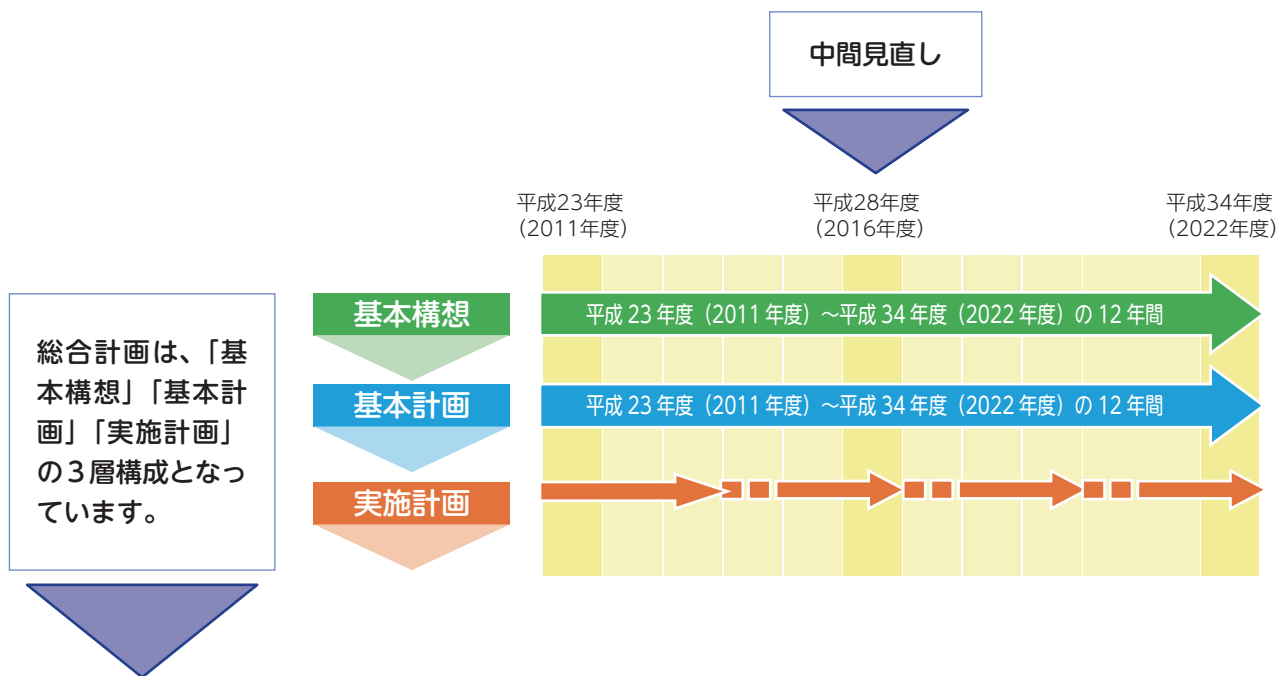 中間見直し
平成23年度
（2011年度）
平成28年度
（2016年度）
平成34年度
（2022年度）
総合計画は、「基
本構想」「基本計
画」「実施計画」
の３層構成となっ
ています。
基本構想
平成 23 年度（2011 年度）～平成 34 年度（2022 年度）の 12 年間
基本計画
平成 23 年度（2011 年度）～平成 34 年度（2022 年度）の 12 年間
実施計画